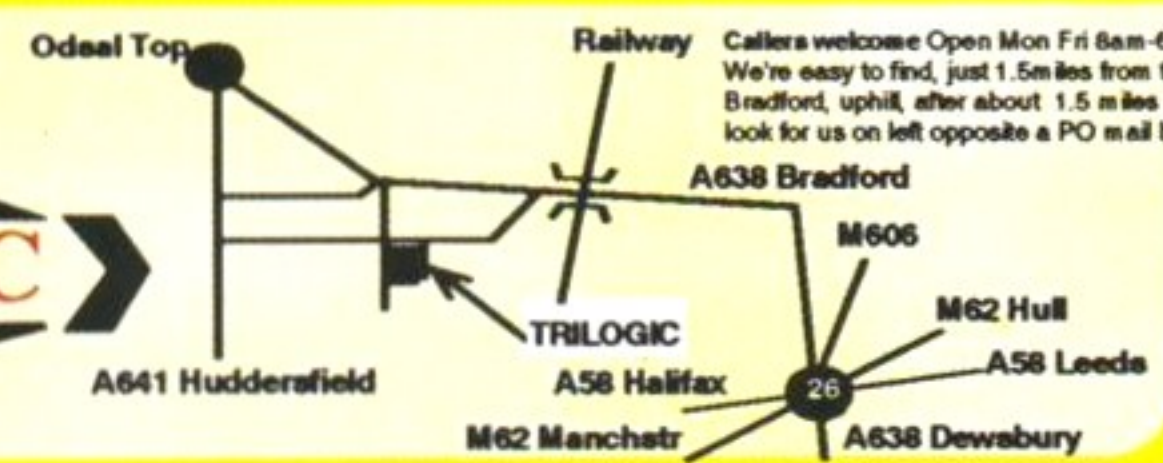 Odsal Top
Railway
Callers welcome Open Mon Fri 8am-6
We're easy to find, just 1.5miles from
Bradford, uphill, after about 1.5 miles
look for us on left opposite a PO mail
A638 Bradford
M606
C
M62 Hull
TRILOGIC
A58 Leeds
A641 Huddersfield
A58 Halifax
26
M62 Manchstr
A638 Dewsbury